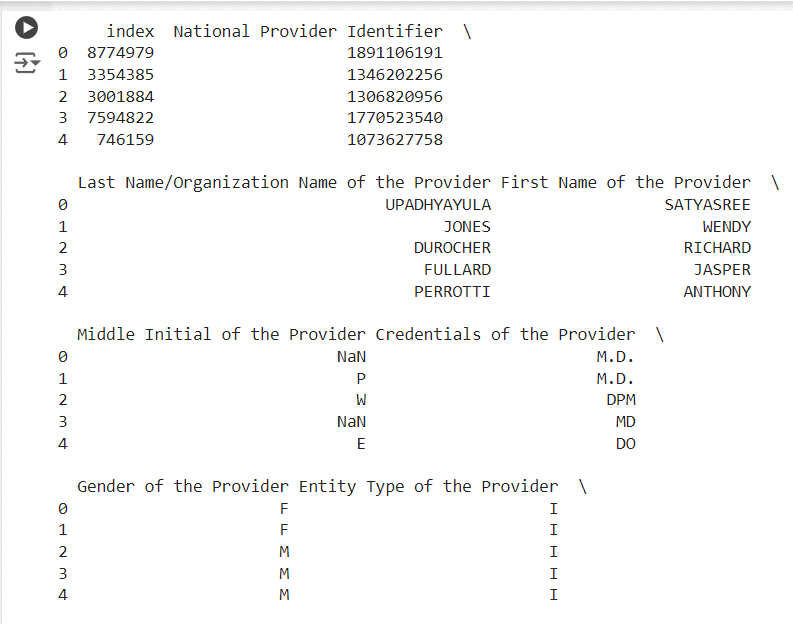 index National Provider Identifier \
0 8774979 1891106191
1 3354385 1346202256
2 3001884 1306820956
3 7594822 1770523540
4 746159 1073627758
Last Name/Organization Name of the Provider First Name of the Provider \
0 UPADHYAYULA SATYASREE
1 JONES WENDY
2 DUROCHER RICHARD
3 FULLARD JASPER
4 PERROTTI ANTHONY
Middle Initial of the Provider Credentials of the Provider \
0 NaN M.D.
1 P M.D.
2 W DPM
3 NaN MD
4 E DO
Gender of the Provider Entity Type of the Provider \
0 F I
1 F I
2 M I
3 M I
4 M I